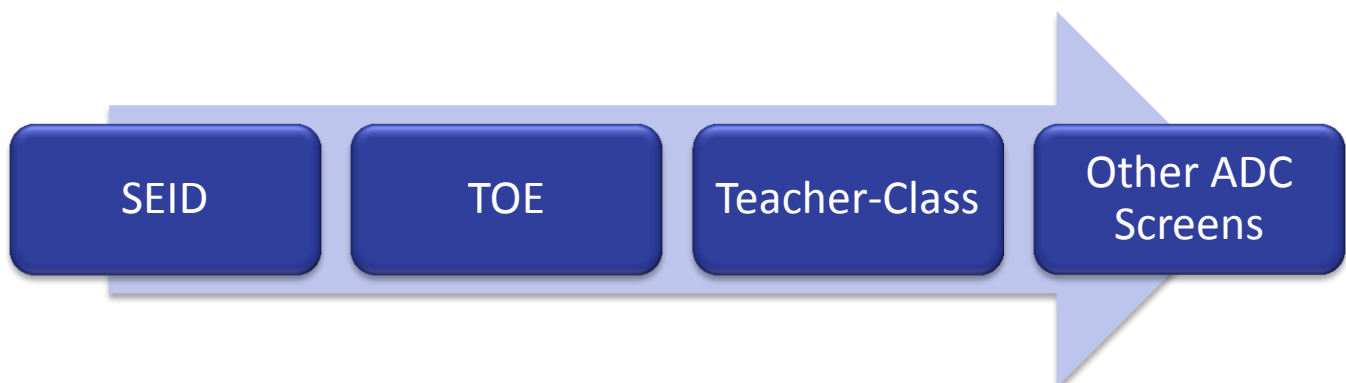 SEID
TOE
Teacher-Class
Other ADC
Screens